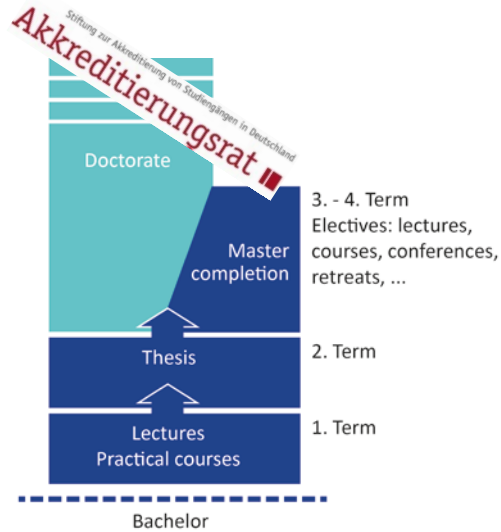 Stiftung zur Akkreditierung von Studiengängen in Deutschland
Akkreditierungsrat
Doctorate
3. - 4. Term
Electives: lectures,
courses, conferences,
retreats, ...
Master
completion
Thesis
2. Term
Lectures
Practical courses
1. Term
Bachelor